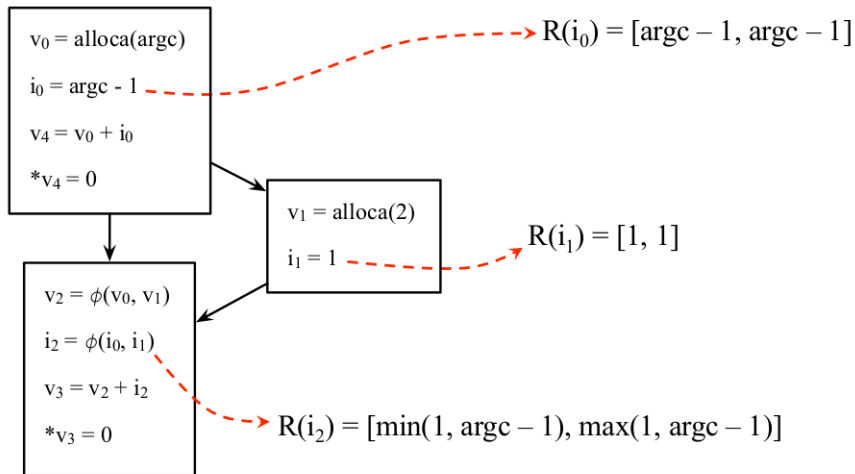 v₀ = alloca(argc)
i₀ = argc - 1
v₄ = v₀ + i₀
*v₄ = 0
R(i₀) = [argc – 1, argc – 1]
v₁ = alloca(2)
i₁ = 1
R(i₁) = [1, 1]
v₂ = ϕ(v₀, v₁)
i₂ = ϕ(i₀, i₁)
v₃ = v₂ + i₂
*v₃ = 0
R(i₂) = [min(1, argc – 1), max(1, argc – 1)]